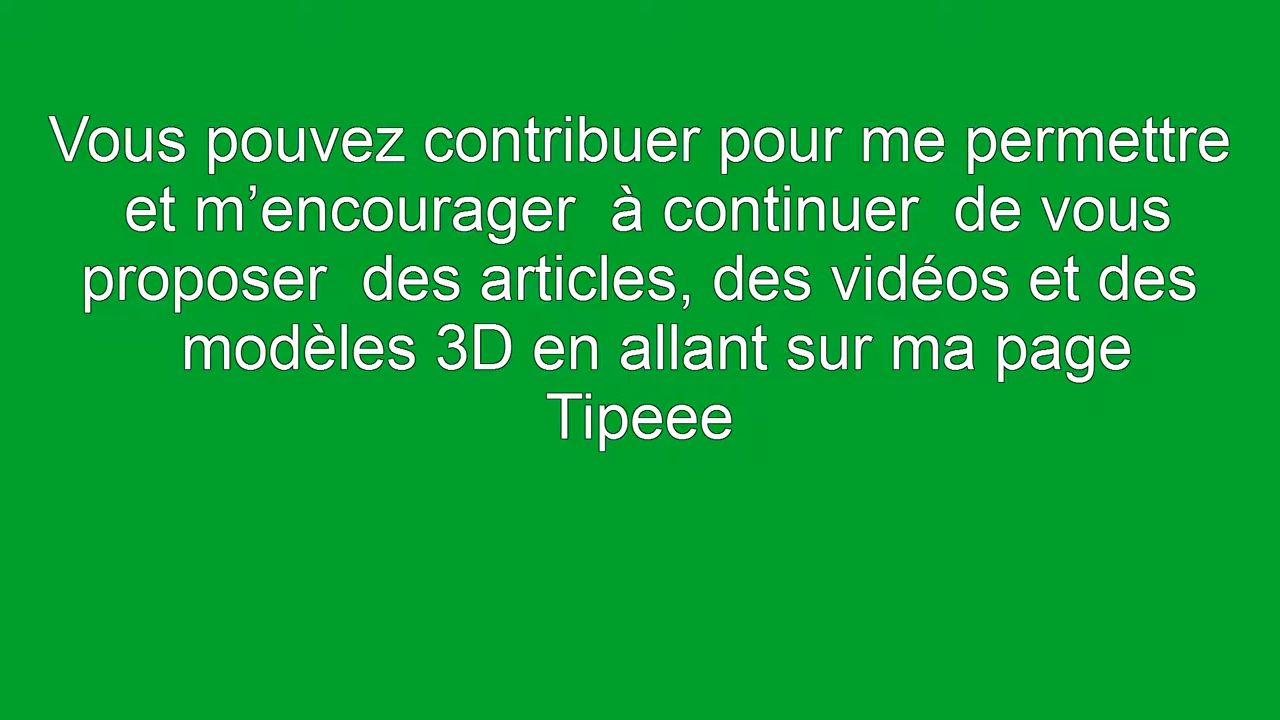 Vous pouvez contribuer pour me permettre
et m’encourager à continuer de vous
proposer des articles, des vidéos et des
modèles 3D en allant sur ma page
Tipeee